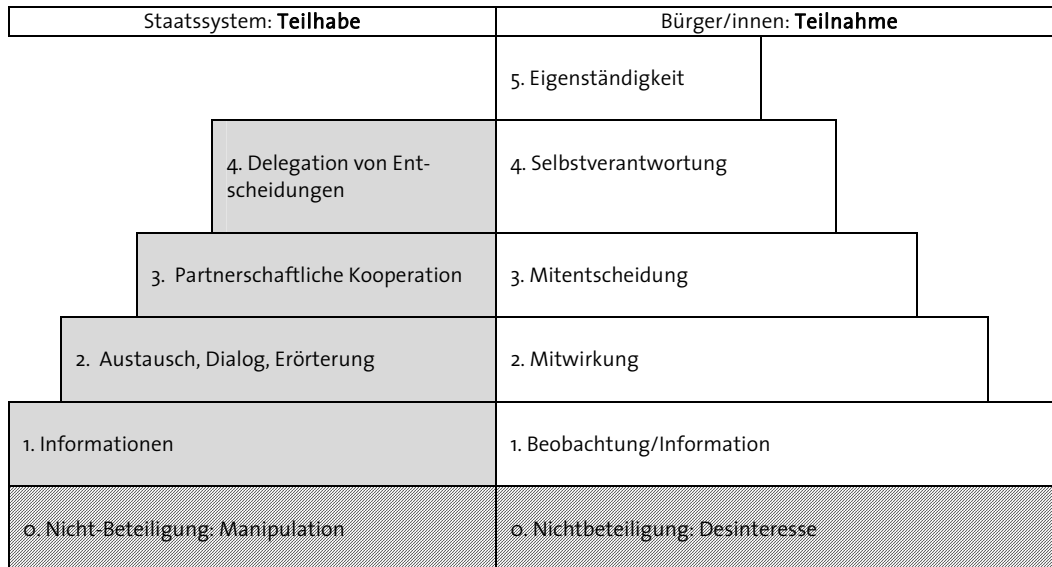 Staatssystem: Teilhabe
Bürger/innen: Teilnahme
5. Eigenständigkeit
4. Delegation von Ent-
scheidungen
4. Selbstverantwortung
3. Partnerschaftliche Kooperation
3. Mitentscheidung
2. Austausch, Dialog, Erörterung
2. Mitwirkung
1. Informationen
1. Beobachtung/Information
0. Nicht-Beteiligung: Manipulation
0. Nichtbeteiligung: Desinteresse